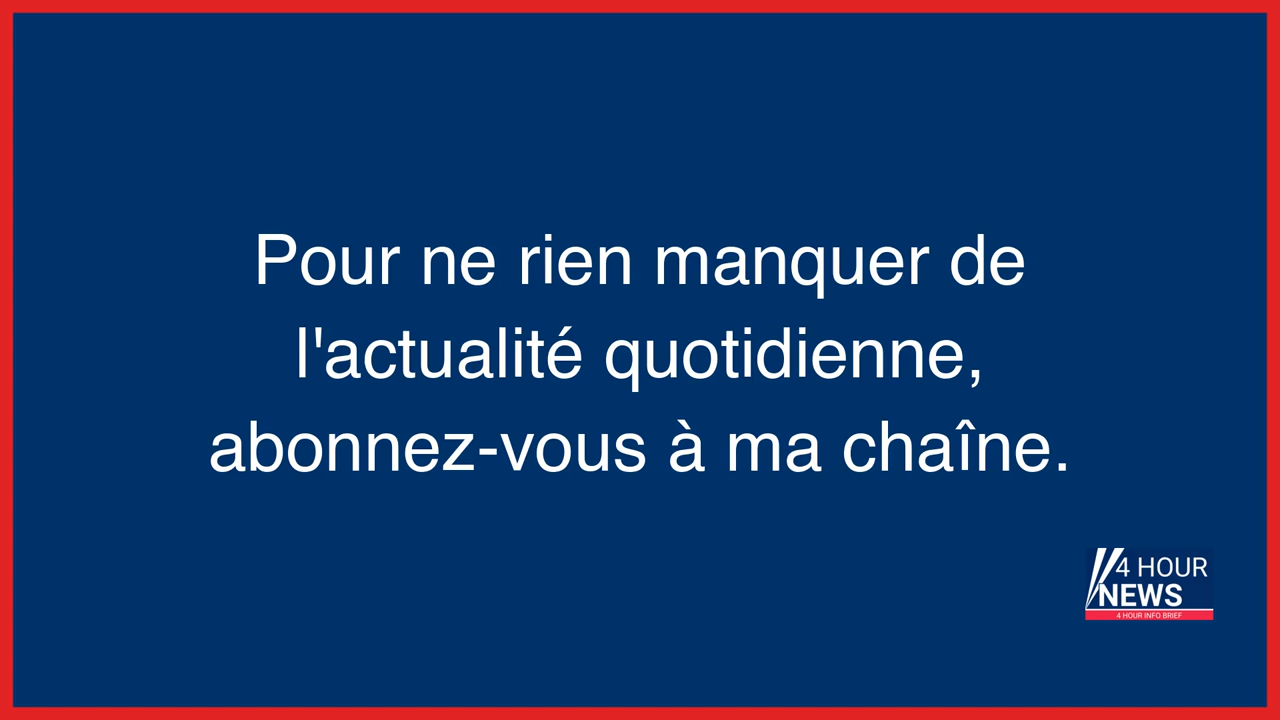 Pour ne rien manquer de
l'actualité quotidienne,
abonnez-vous à ma chaîne.
4 HOUR
NEWS
4 HOUR INFO BRIEF